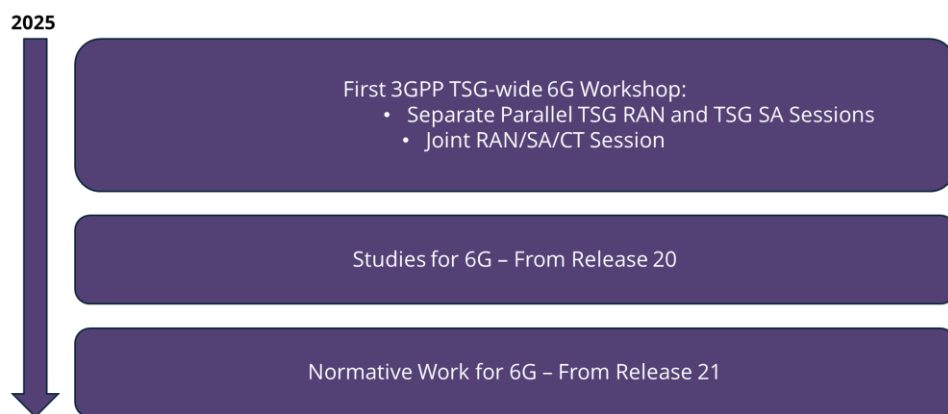 2025
First 3GPP TSG-wide 6G Workshop:
• Separate Parallel TSG RAN and TSG SA Sessions
• Joint RAN/SA/CT Session
Studies for 6G – From Release 20
Normative Work for 6G – From Release 21